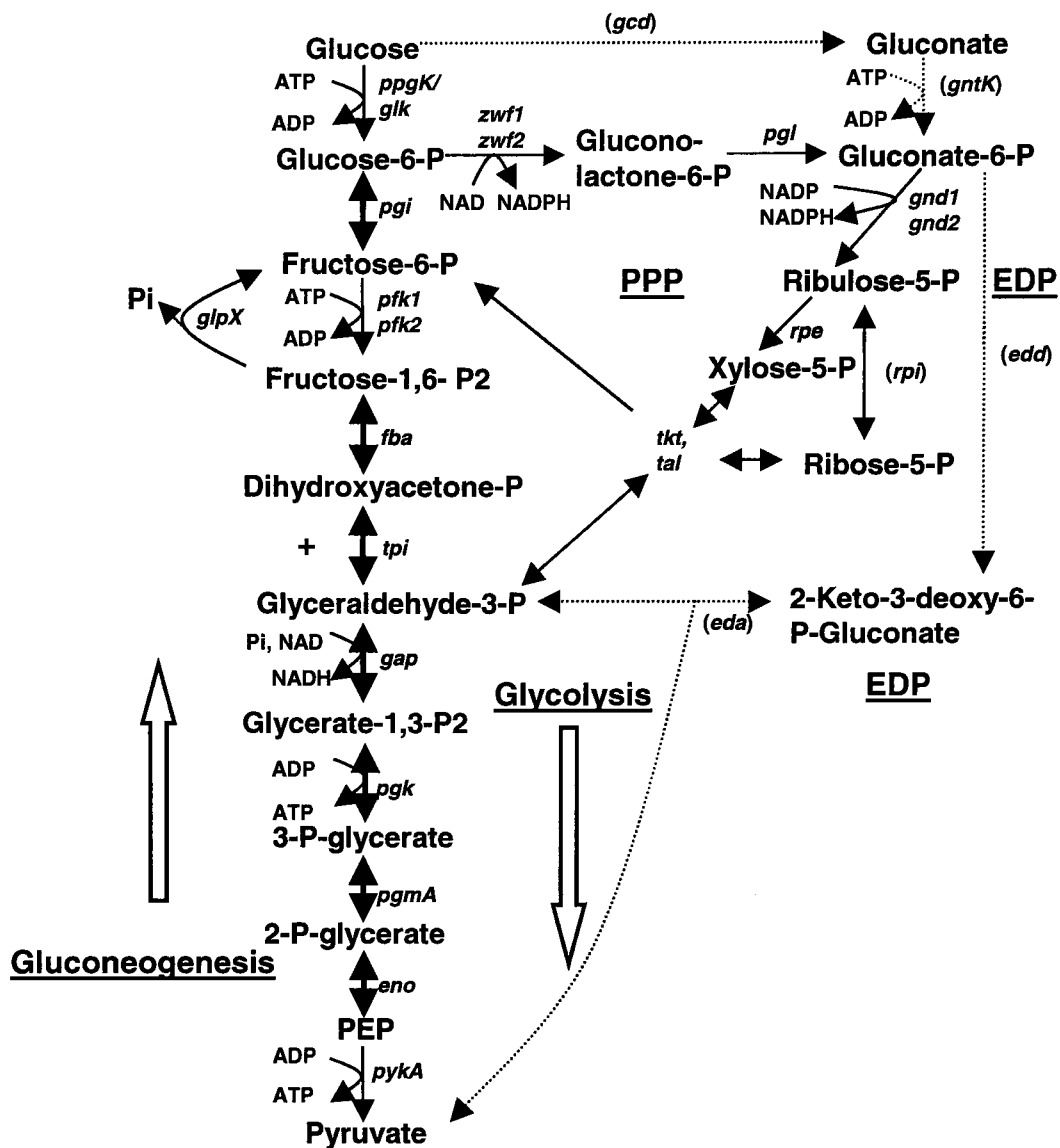 (gcd)
Glucose
Gluconate
ATP
ppgK/
glk
ADP
ATP
(gntK)
ADP
zwf1
zwf2
Glucose-6-P
Glucono-
lactone-6-P
pgl
Gluconate-6-P
NAD NADPH
NADP
NADPH
gnd1
gnd2
pgi
Fructose-6-P
PPP
Ribulose-5-P
EDP
Pi
glpX
ATP
ADP
pfk1
pfk2
rpe
(edd)
Fructose-1,6- P2
Xylose-5-P
(rpi)
fba
tkt,
tal
Ribose-5-P
Dihydroxyacetone-P
+
tpi
Glyceraldehyde-3-P
(eda)
2-Keto-3-deoxy-6-
P-Gluconate
EDP
Pi, NAD
gap
NADH
Glycolysis
Glycerate-1,3-P2
ADP
pgk
ATP
3-P-glycerate
pgmA
2-P-glycerate
Gluconeogenesis
eno
PEP
ADP
pykA
ATP
Pyruvate